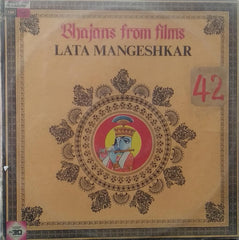 Bhajans from films
LATA MANGESHKAR
42